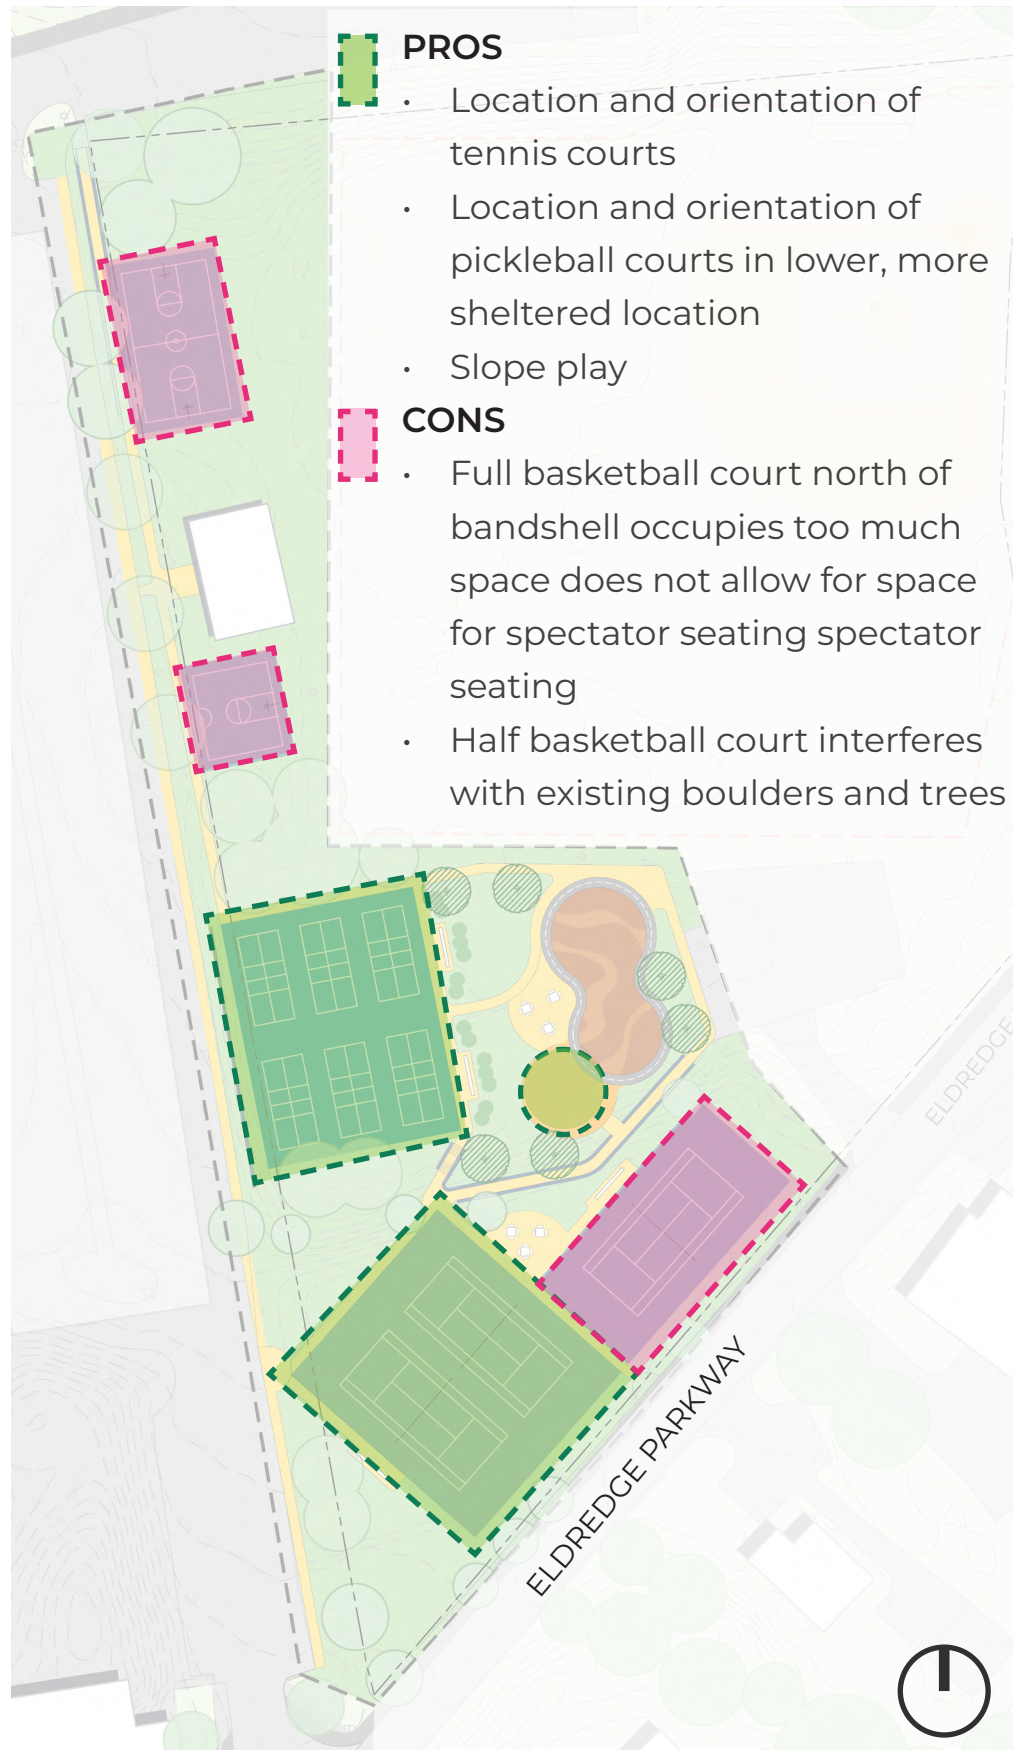 PROS
• Location and orientation of
tennis courts
• Location and orientation of
pickleball courts in lower, more
sheltered location
• Slope play
CONS
• Full basketball court north of
bandshell occupies too much
space does not allow for space
for spectator seating spectator
seating
• Half basketball court interferes
with existing boulders and trees
ELDREDGE
ELDREDGE PARKWAY